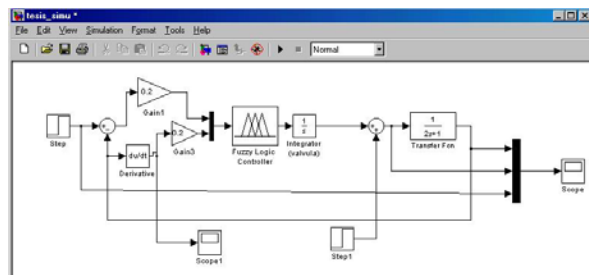 tesis_simu *
File Edit View Simulation Format Tools Help
Normal
0.2
Gain1
Step
0.2
Gain3
du/dt
Derivative
Fuzzy Logic
Controller
1
s
Integrator
(valvula)
1
2s+1
Transfer Fcn
Scope
Scope1
Step1